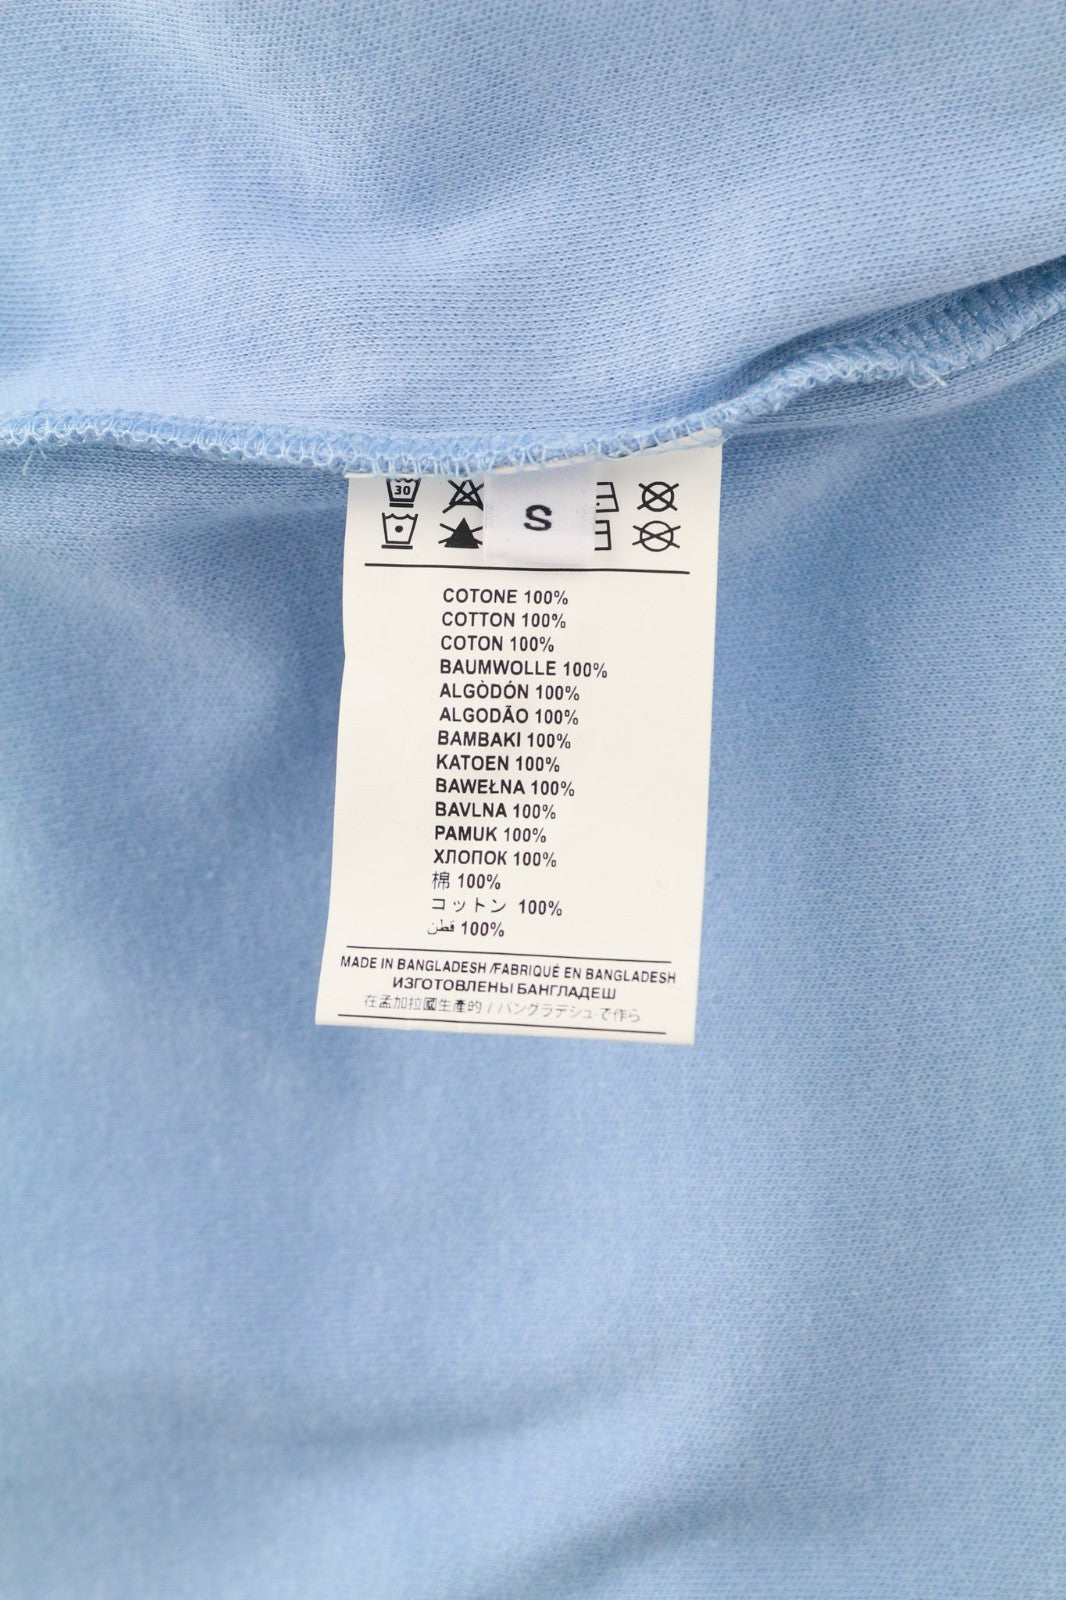 30
S
COTONE 100%
COTTON 100%
COTON 100%
BAUMWOLLE 100%
ALGÒDÓN 100%
ALGODÃO 100%
BAMBAKI 100%
KATOEN 100%
BAWEŁNA 100%
BAVLNA 100%
PAMUK 100%
ХЛОПОК 100%
棉 100%
コットン 100%
قطن 100%
MADE IN BANGLADESH /FABRIQUÉ EN BANGLADESH
ИЗГОТОВЛЕНЫ БАНГЛАДЕШ
在孟加拉國生產的 / バングラデシュで作ら